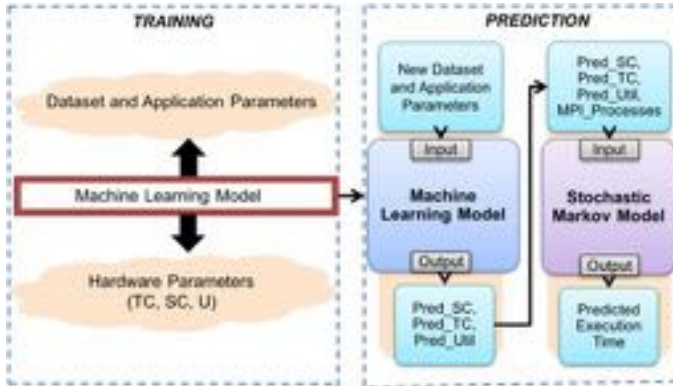 TRAINING
Dataset and Application Parameters
Machine Learning Model
Hardware Parameters
(TC, SC, U)
PREDICTION
New Dataset
and Application
Parameters
Input
Machine
Learning Model
Output
Pred_SC,
Pred_TC,
Pred_Util
Pred_SC,
Pred_TC,
Pred_Util,
MPI_Processes
Input
Stochastic
Markov Model
Output
Predicted
Execution
Time